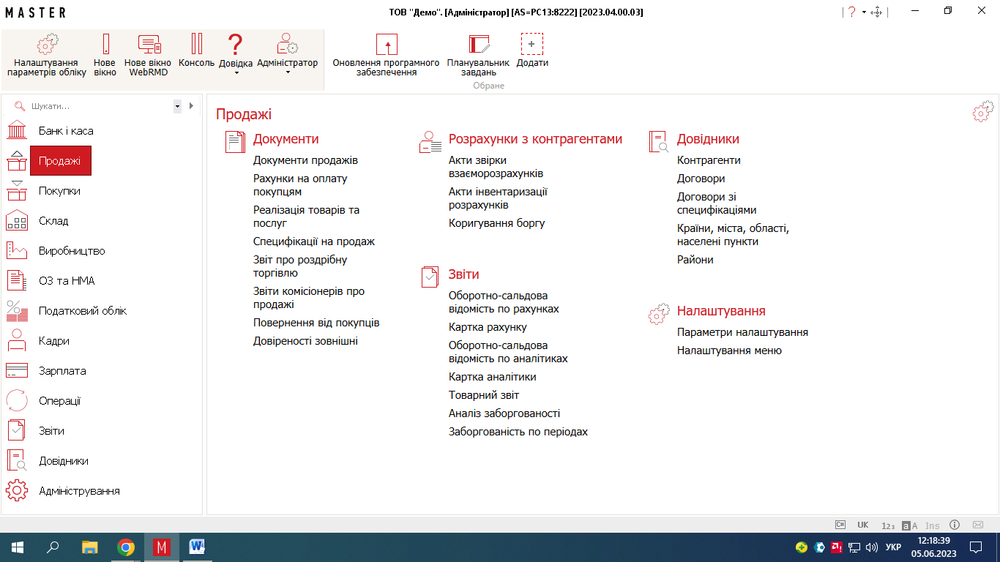 MASTER
ТОВ "Демо". [Адміністратор] [AS=PC13:8222] [2023.04.00.03]
Налаштування
параметрів обліку
Нове
вікно
Нове вікно
WebRMD
Консоль
Довідка
Адміністратор
Оновлення програмного
забезпечення
Планувальник
завдань
Додати
Обране
Шукати...
Банк і каса
Продажі
Покупки
Склад
Виробництво
ОЗ та НМА
Податковий облік
Кадри
Зарплата
Операції
Звіти
Довідники
Адміністрування
Продажі
Документи
Документи продажів
Рахунки на оплату
покупцям
Реалізація товарів та
послуг
Специфікації на продаж
Звіт про роздрібну
торгівлю
Звіти комісіонерів про
продажі
Повернення від покупців
Довіреності зовнішні
Розрахунки з контрагентами
Акти звірки
взаєморозрахунків
Акти інвентаризації
розрахунків
Коригування боргу
Звіти
Оборотно-сальдова
відомість по рахунках
Картка рахунку
Оборотно-сальдова
відомість по аналітиках
Картка аналітики
Товарний звіт
Аналіз заборгованості
Заборгованість по періодах
Довідники
Контрагенти
Договори
Договори зі
специфікаціями
Країни, міста, області,
населені пункти
Райони
Налаштування
Параметри налаштування
Налаштування меню
C# UK 123 aA Ins
УКР
12:18:39
05.06.2023